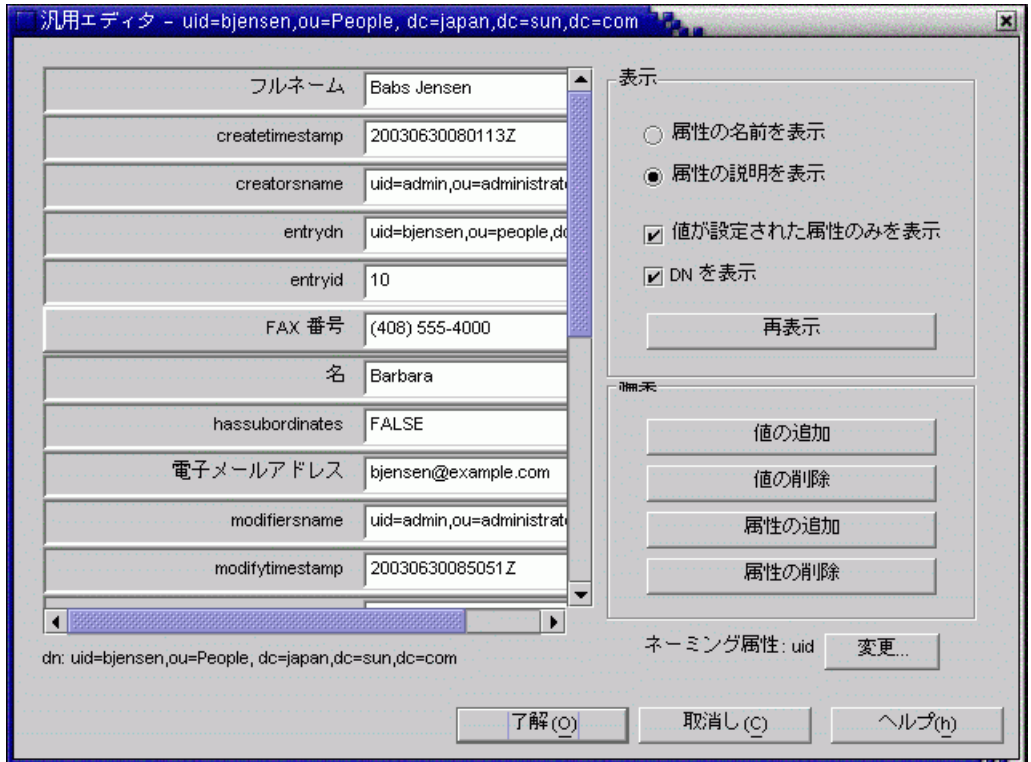 汎用エディタ - uid=bjensen,ou=People, dc=japan,dc=sun,dc=com
フルネーム Babs Jensen
createtimestamp 20030630080113Z
creatorsname uid=admin,ou=administrat
entrydn uid=bjensen,ou=people,d
entryid 10
FAX 番号 (408) 555-4000
名 Barbara
hassubordinates FALSE
電子メールアドレス bjensen@example.com
modifiersname uid=admin,ou=administrat
modifytimestamp 20030630085051Z
dn: uid=bjensen,ou=People, dc=japan,dc=sun,dc=com
表示
属性の名前を表示
属性の説明を表示
値が設定された属性のみを表示
DN を表示
再表示
値の追加
値の削除
属性の追加
属性の削除
ネーミング属性: uid 変更...
了解(O) 取消し(C) ヘルプ(h)